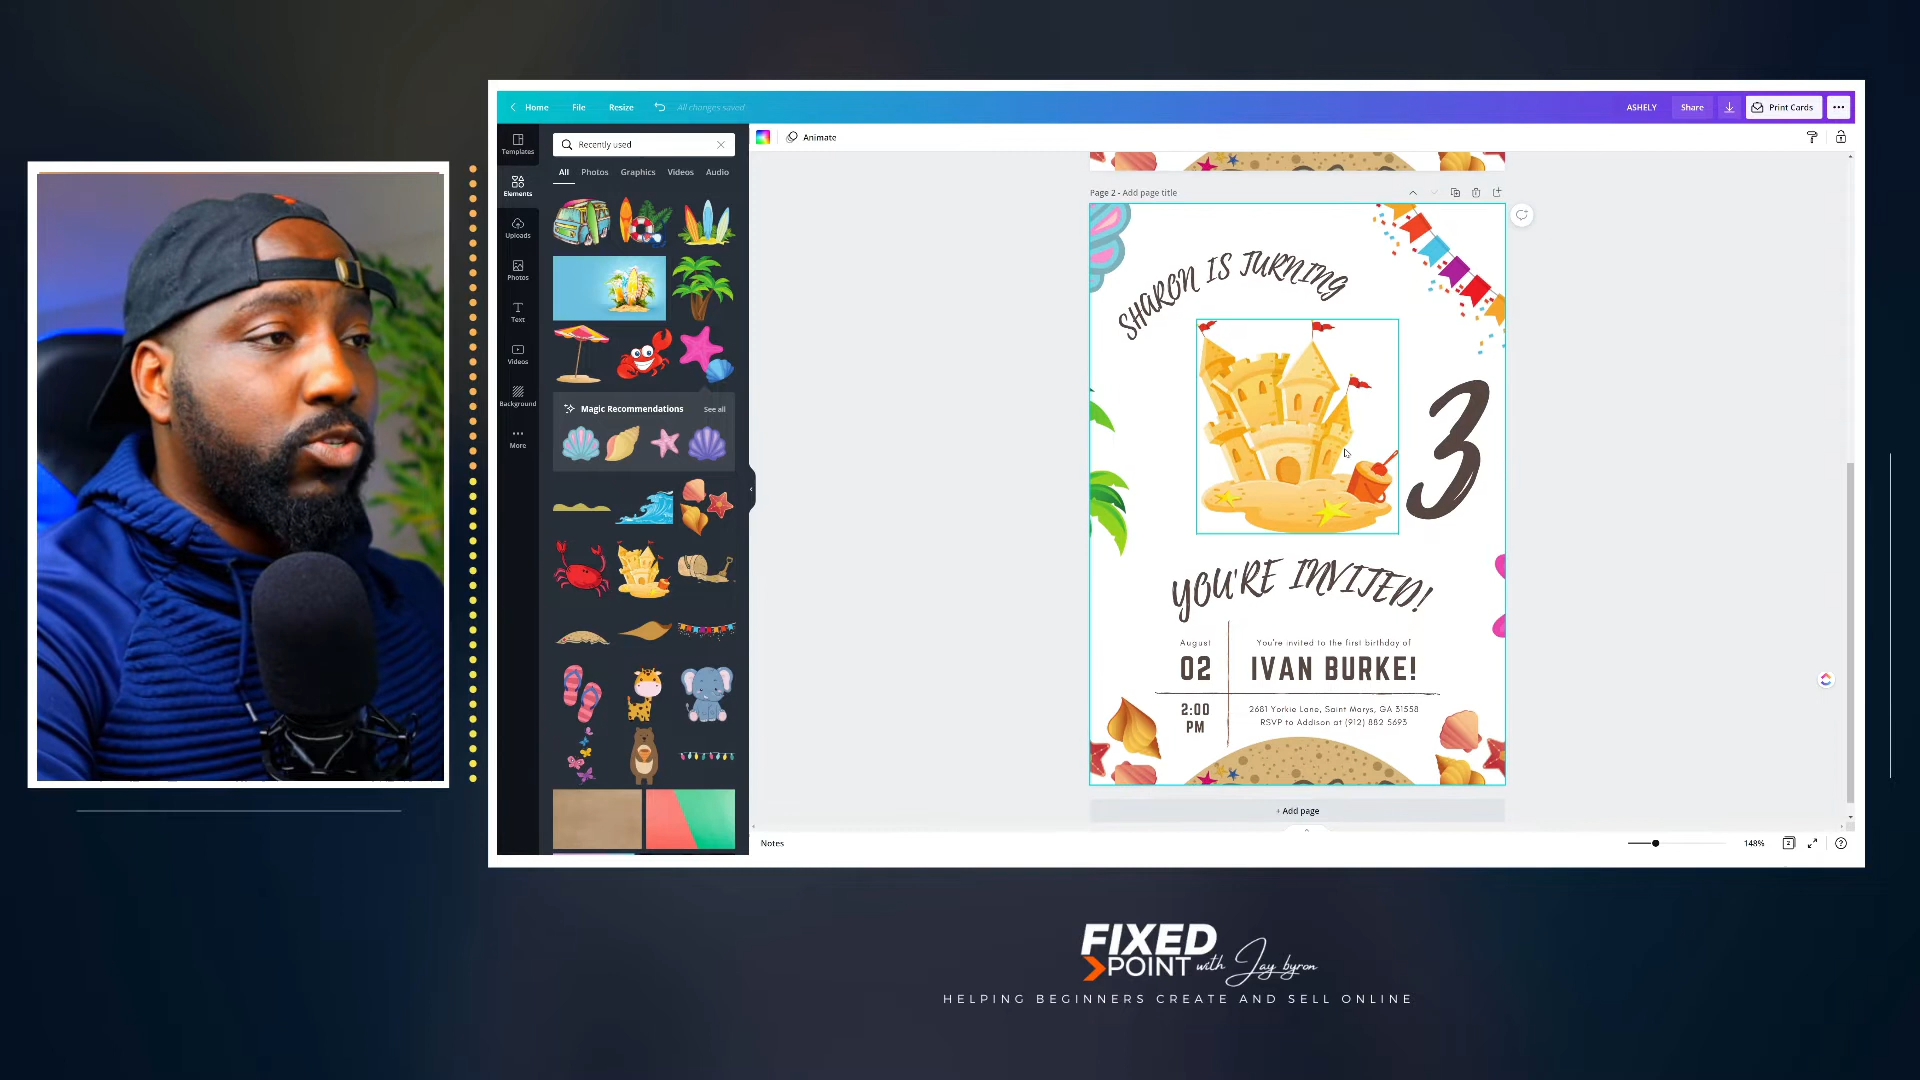 Home
File
Resize
All changes saved
ASHELY
Share
Print Cards
Templates
Elements
Uploads
Photos
Text
Videos
Background
More
Recently used
All
Photos
Graphics
Videos
Audio
Magic Recommendations
See all
Animate
Page 2 - Add page title
SHARON IS TURNING
3
YOU'RE INVITED!
August
02
2:00
PM
You're invited to the first birthday of
IVAN BURKE!
2681 Yorkie Lane, Saint Marys, GA 31558
RSVP to Addison at (912) 882 5693
+ Add page
Notes
148%
2
FIXED
POINT with Jay byron
HELPING BEGINNERS CREATE AND SELL ONLINE